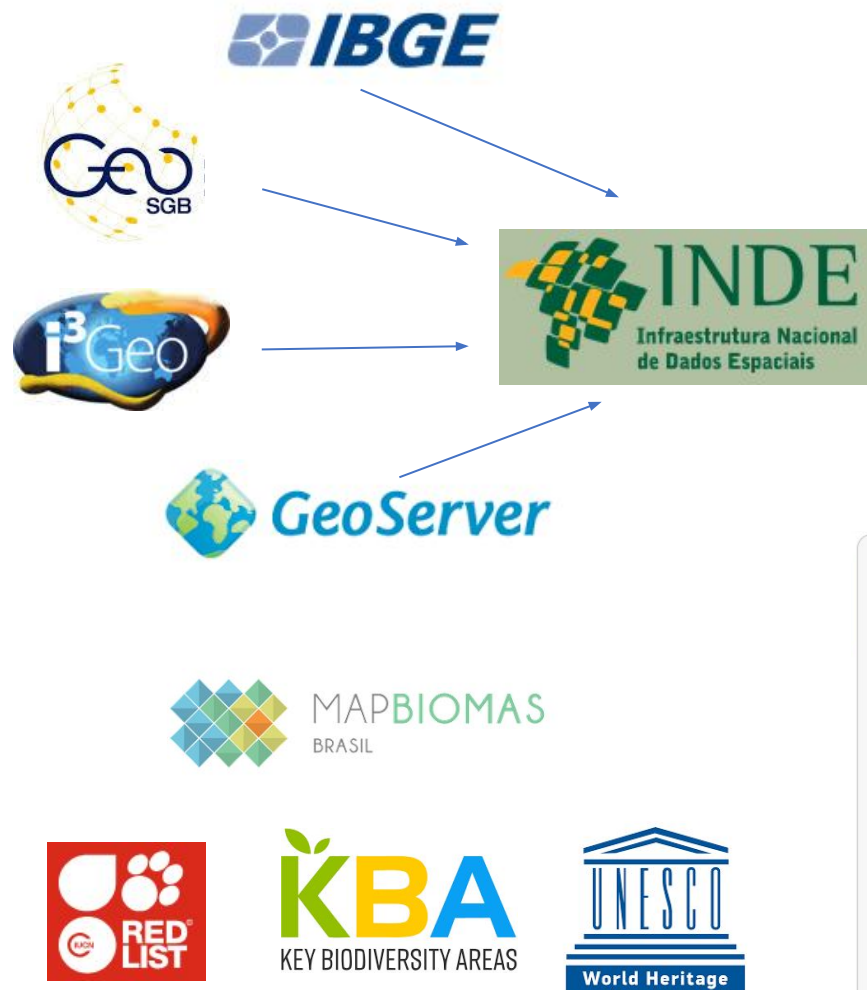 IBGE
Geo
SGB
i³Geo
INDE
Infraestrutura Nacional
de Dados Espaciais
GeoServer
MAPBIOMAS
BRASIL
IUCN
RED
LIST
KBA
KEY BIODIVERSITY AREAS
UNESCO
World Heritage